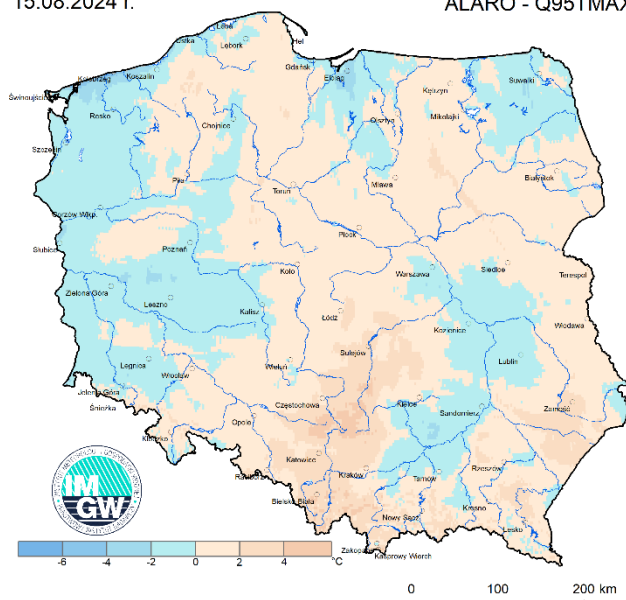 15.08.2024 r.
ALARO - Q95TMAX
Łeba
Ustka
Lębork
Hel
Gdańsk
Elbląg
Kołobrzeg
Koszalin
Świnoujście
Resko
Chojnice
Olsztyn
Kętrzyn
Mikołajki
Suwałki
Szczecin
Piła
Toruń
Mława
Białystok
Gorzów Wlkp.
Słubice
Poznań
Koło
Płock
Warszawa
Siedlce
Terespol
Zielona Góra
Leszno
Kalisz
Łódź
Kozienice
Włodawa
Sulejów
Lublin
Legnica
Wrocław
Wieluń
Jelenia Góra
Śnieżka
Częstochowa
Kielce
Sandomierz
Zamość
Kłodzko
Opole
Katowice
Kraków
Tarnów
Rzeszów
Racibórz
Bielsko Biała
Nowy Sącz
Krosno
Lesko
Zakopane
Kasprowy Wierch
IM
GW
-6 -4 -2 0 2 4 °C
0 100 200 km